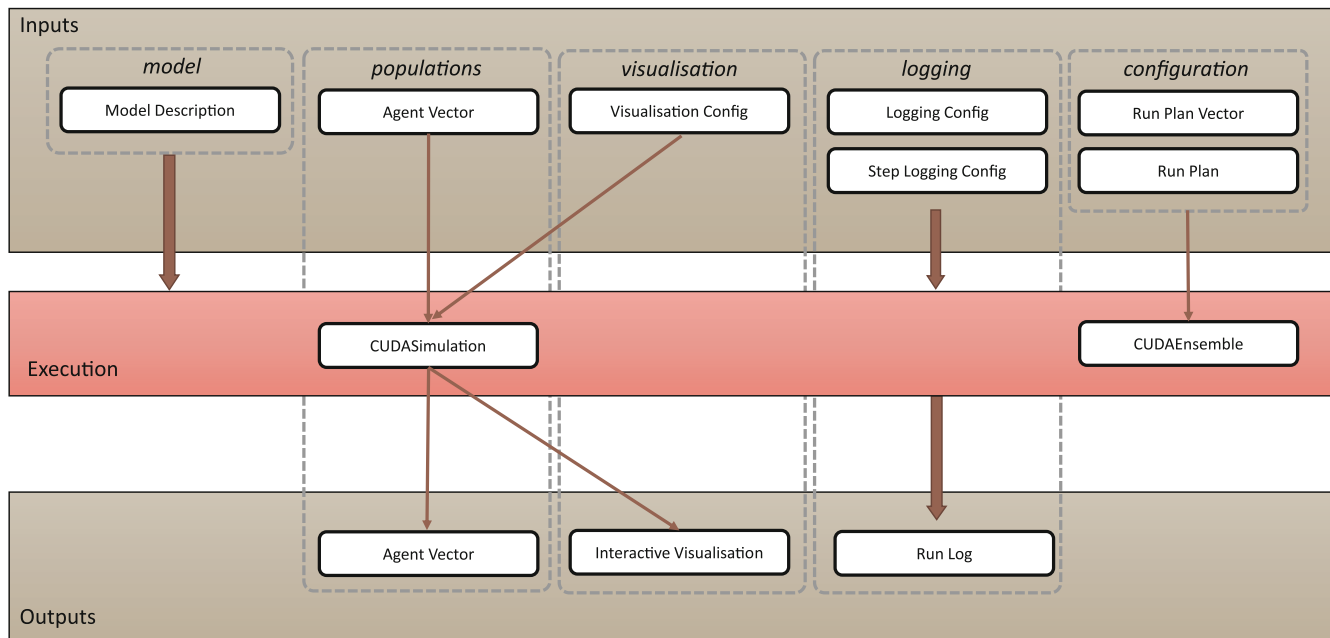 Inputs
model
populations
visualisation
logging
configuration
Model Description
Agent Vector
Visualisation Config
Logging Config
Run Plan Vector
Step Logging Config
Run Plan
CUDASimulation
CUDAEnsemble
Execution
Agent Vector
Interactive Visualisation
Run Log
Outputs